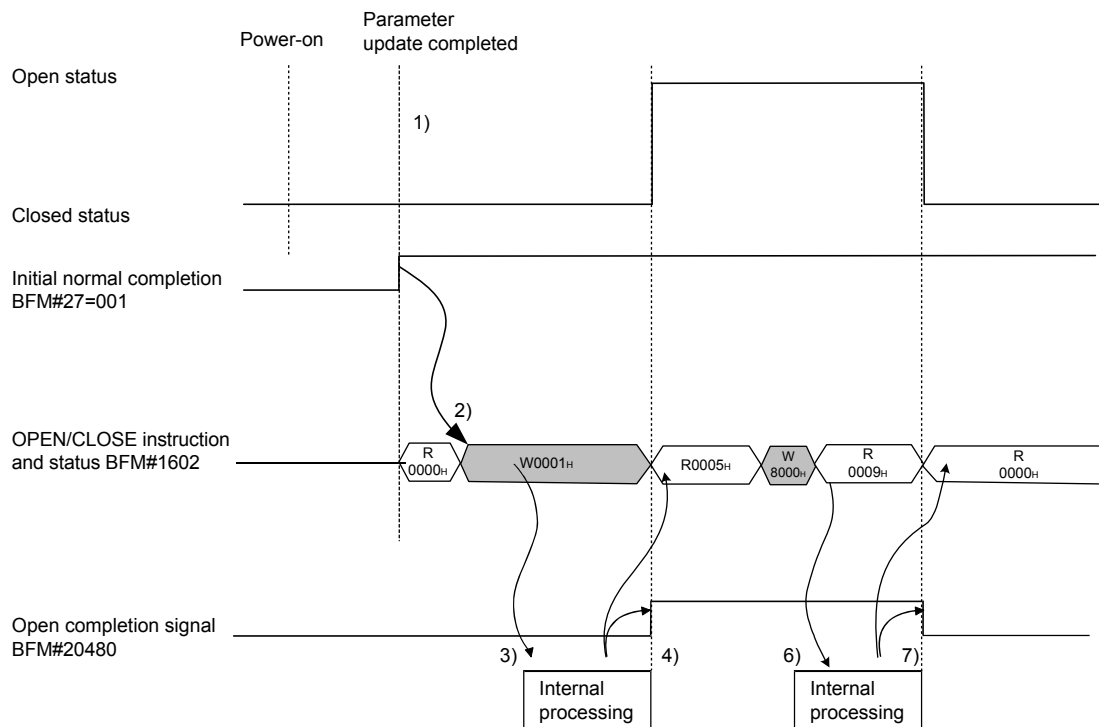 Power-on
Parameter
update completed
Open status
1)
Closed status
Initial normal completion
BFM#27=001
2)
OPEN/CLOSE instruction
and status BFM#1602
R
0000H
W0001H
R0005H
W
8000H
R
0009H
R
0000H
Open completion signal
BFM#20480
3)
4)
6)
7)
Internal
processing
Internal
processing